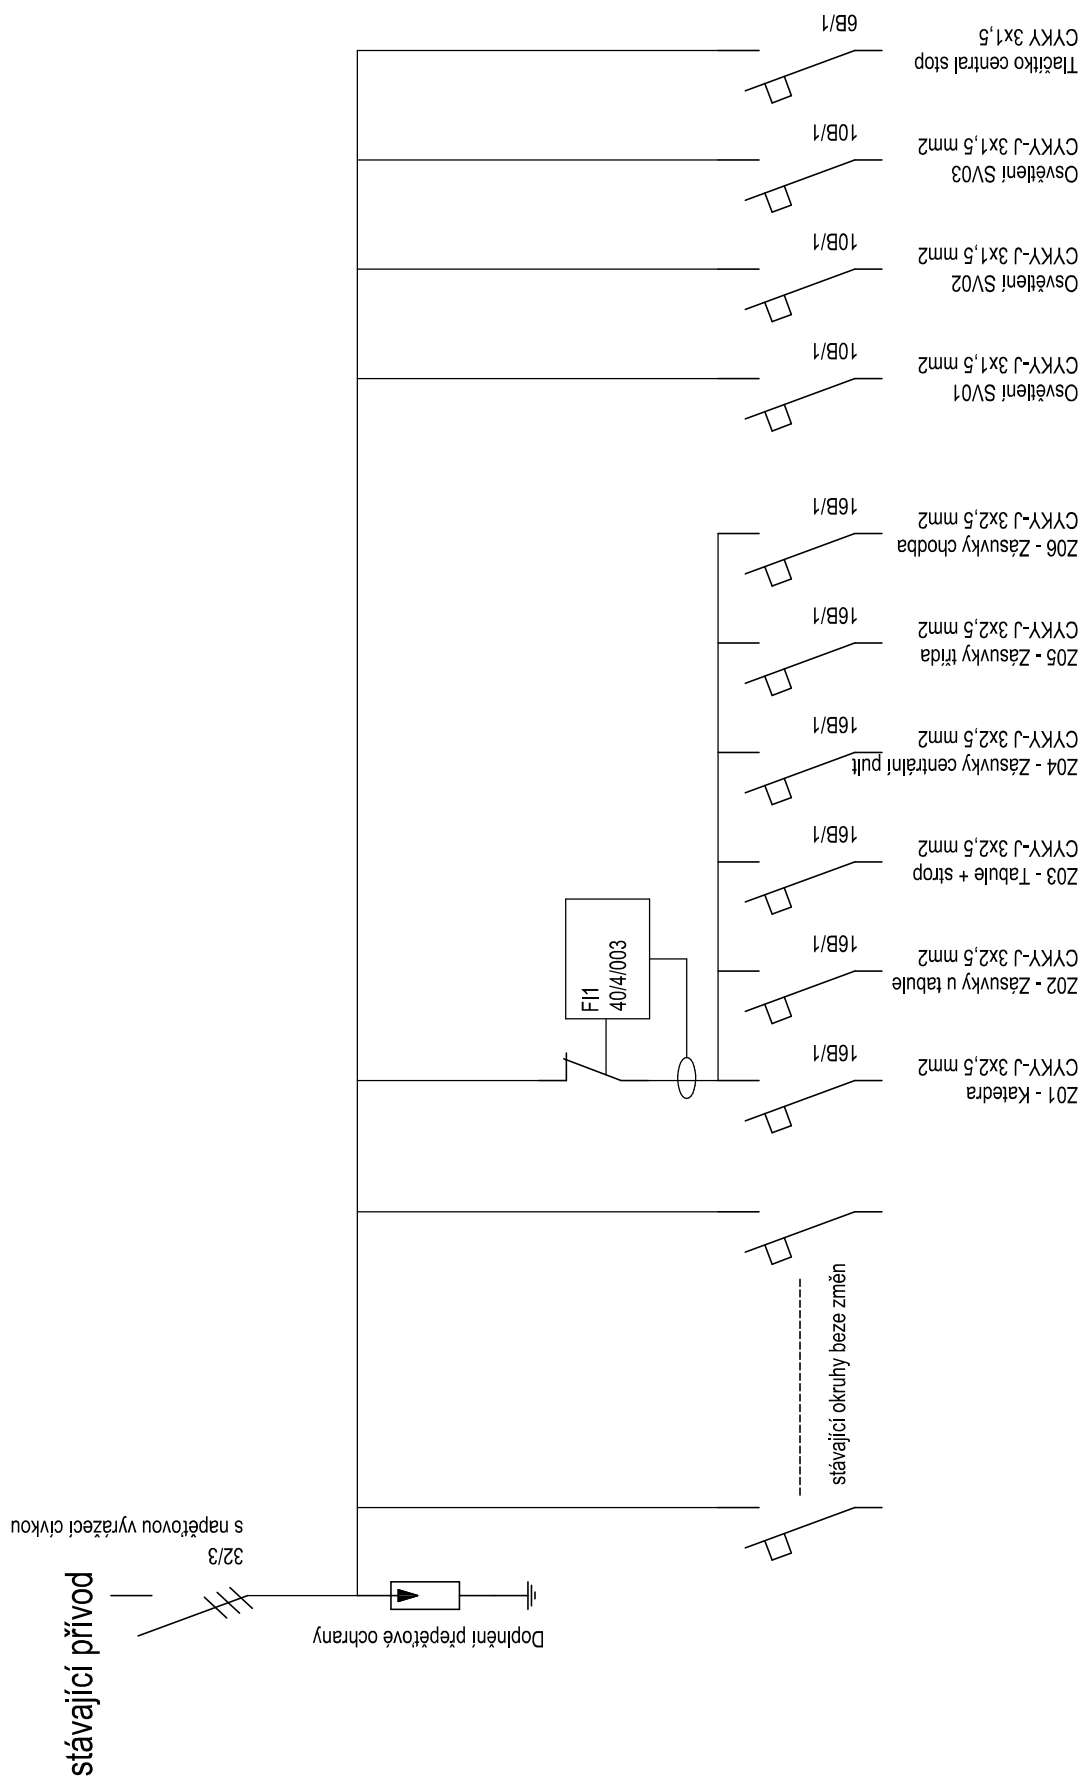 stávající přívod
32/3
s napěťovou vyrážecí cívkou
Doplnění přepěťové ochrany
stávající okruhy beze změn
FI1
40/4/003
16B/1
Z01 - Katedra
CYKY-J 3x2,5 mm2
16B/1
Z02 - Zásuvky u tabule
CYKY-J 3x2,5 mm2
16B/1
Z03 - Tabule + strop
CYKY-J 3x2,5 mm2
16B/1
Z04 - Zásuvky centrální pult
CYKY-J 3x2,5 mm2
16B/1
Z05 - Zásuvky třída
CYKY-J 3x2,5 mm2
16B/1
Z06 - Zásuvky chodba
CYKY-J 3x2,5 mm2
10B/1
Osvětlení SV01
CYKY-J 3x1,5 mm2
10B/1
Osvětlení SV02
CYKY-J 3x1,5 mm2
10B/1
Osvětlení SV03
CYKY-J 3x1,5 mm2
6B/1
Tlačítko central stop
CYKY 3x1,5